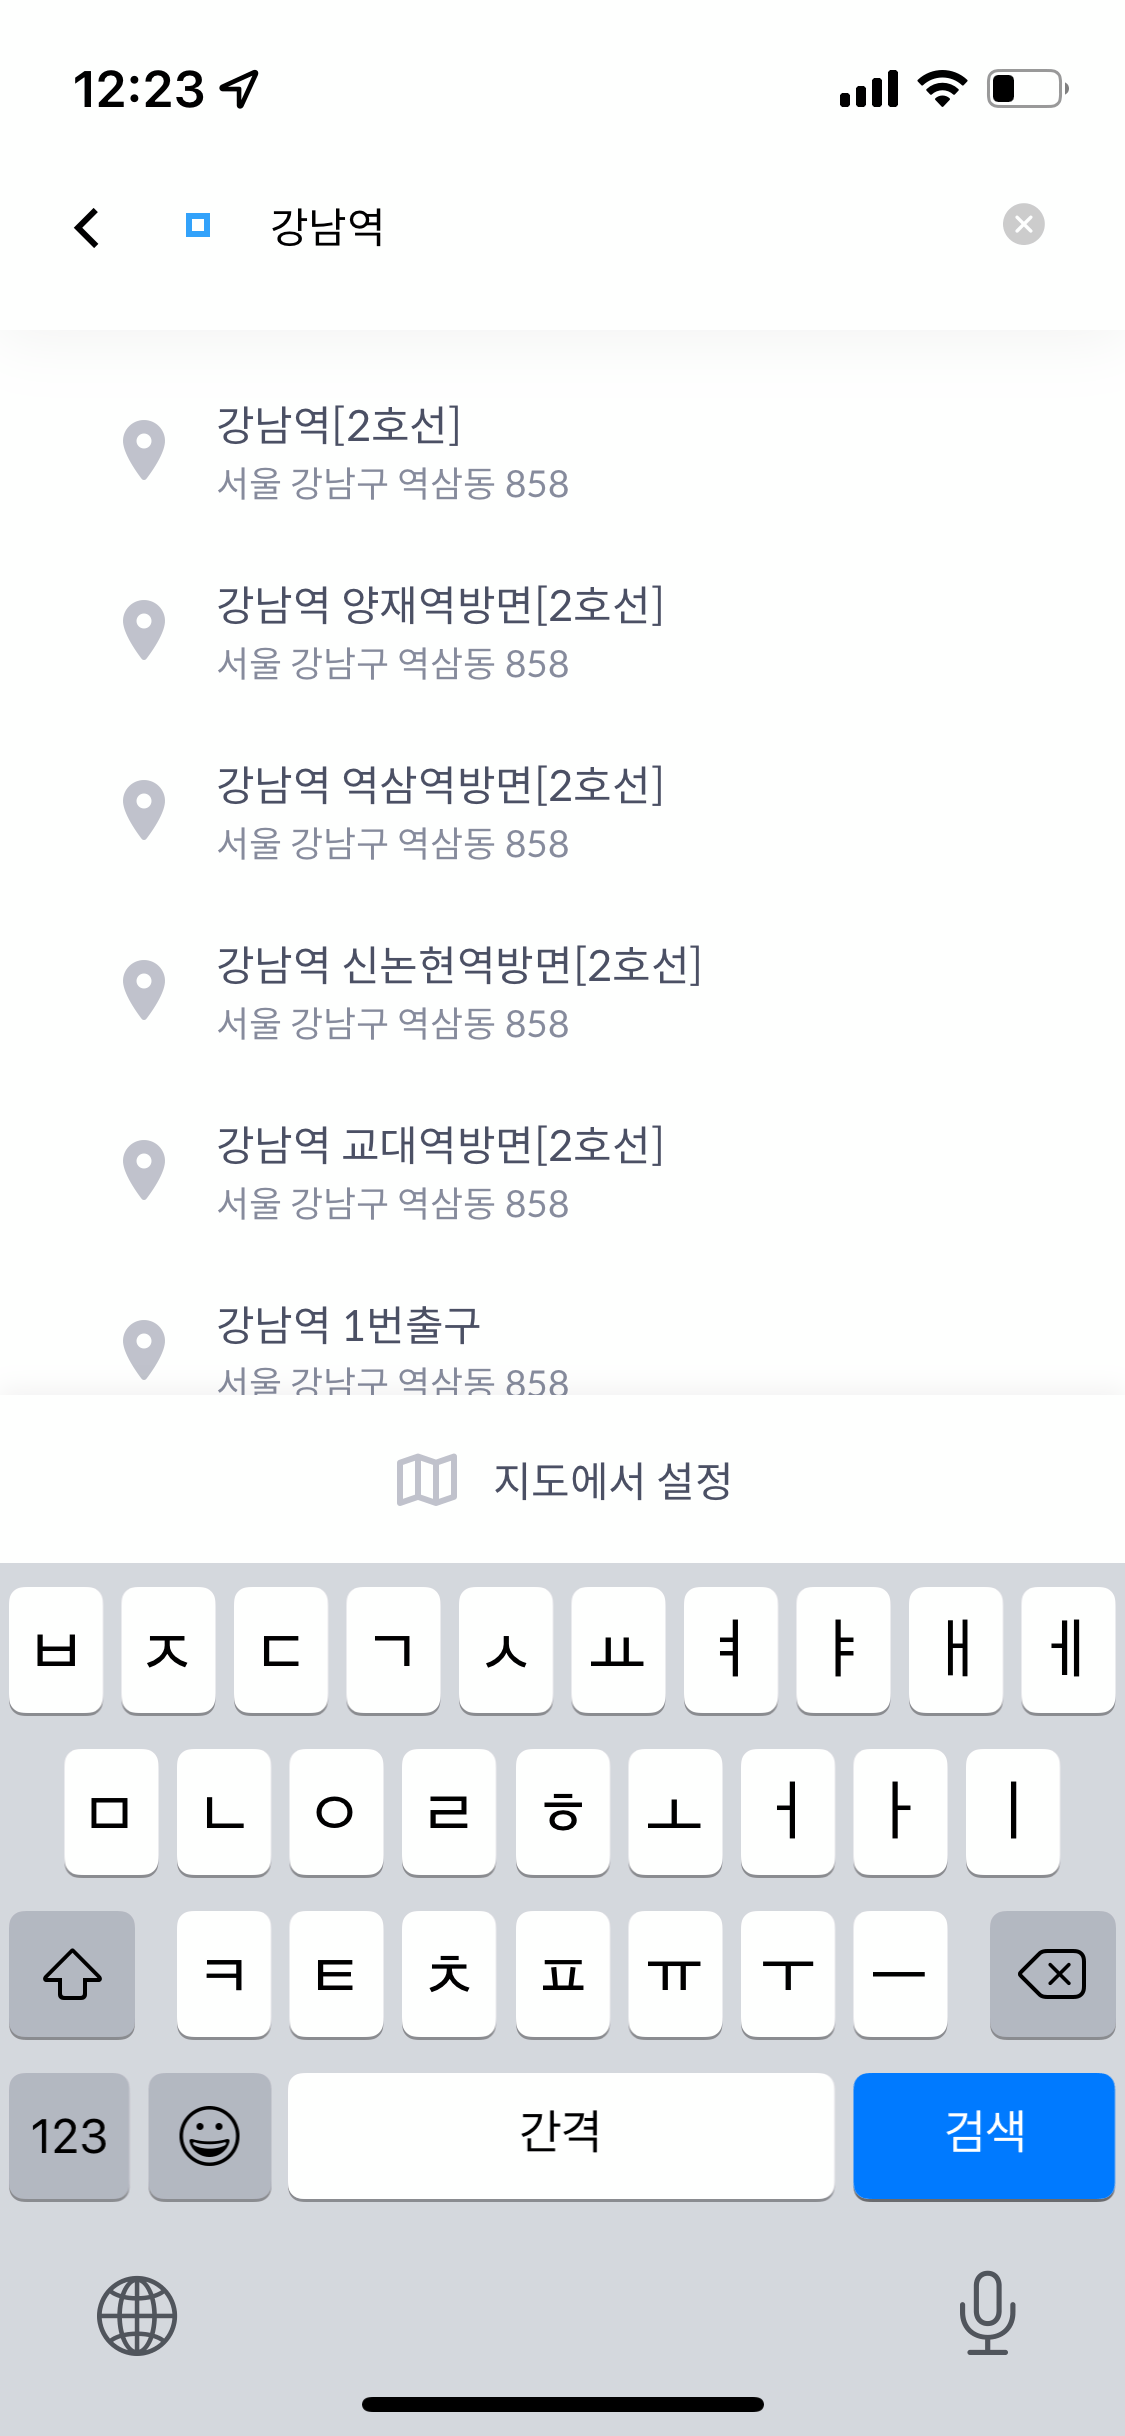 12:23
강남역
강남역[2호선]
서울 강남구 역삼동 858
강남역 양재역방면[2호선]
서울 강남구 역삼동 858
강남역 역삼역방면[2호선]
서울 강남구 역삼동 858
강남역 신논현역방면[2호선]
서울 강남구 역삼동 858
강남역 교대역방면[2호선]
서울 강남구 역삼동 858
강남역 1번출구
서울 강남구 역삼동 858
지도에서 설정
ㅂ ㅈ ㄷ ㄱ ㅅ ㅛ ㅕ ㅑ ㅐ ㅔ
ㅁ ㄴ ㅇ ㄹ ㅎ ㅗ ㅓ ㅏ ㅣ
ㅋ ㅌ ㅊ ㅍ ㅠ ㅜ ㅡ
123 간격 검색